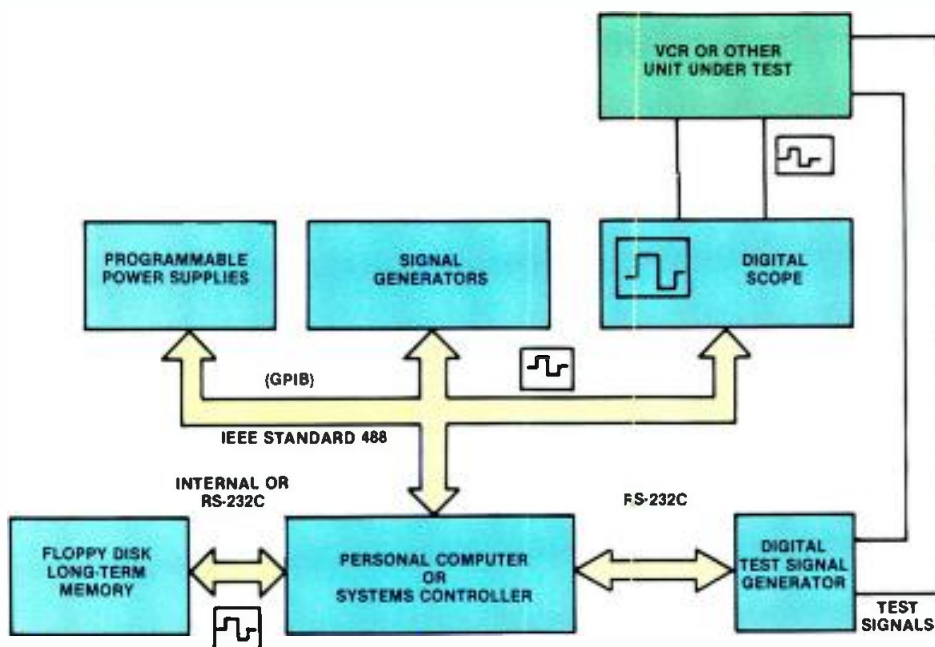 VCR OR OTHER
UNIT UNDER TEST
PROGRAMMABLE
POWER SUPPLIES
SIGNAL
GENERATORS
DIGITAL
SCOPE
(GPIB)
IEEE STANDARD 488
INTERNAL OR
RS-232C
RS-232C
FLOPPY DISK
LONG-TERM
MEMORY
PERSONAL COMPUTER
OR
SYSTEMS CONTROLLER
DIGITAL
TEST SIGNAL
GENERATOR
TEST
SIGNALS